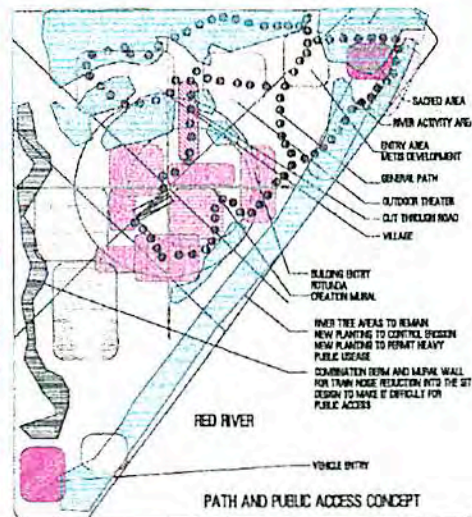 SACRED AREA
RIVER ACTIVITY AREA
ENTRY AREA
METIS DEVELOPMENT
GENERAL PATH
OUTDOOR THEATER
CUT THROUGH ROAD
VILLAGE
BUILDING ENTRY
ROTUNDA
CREATION MURAL
RIVER TREE AREAS TO REMAIN
NEW PLANTING TO CONTROL EROSION
NEW PLANTING TO PERMIT HEAVY
PUBLIC USEASE
COMBINATION BERM AND MURAL WALL
FOR TRAIN NOISE REDUCTION INTO THE SIT
DESIGN TO MAKE IT DIFFICULT FOR
PUBLIC ACCESS
RED RIVER
VEHICLE ENTRY
PATH AND PUBLIC ACCESS CONCEPT